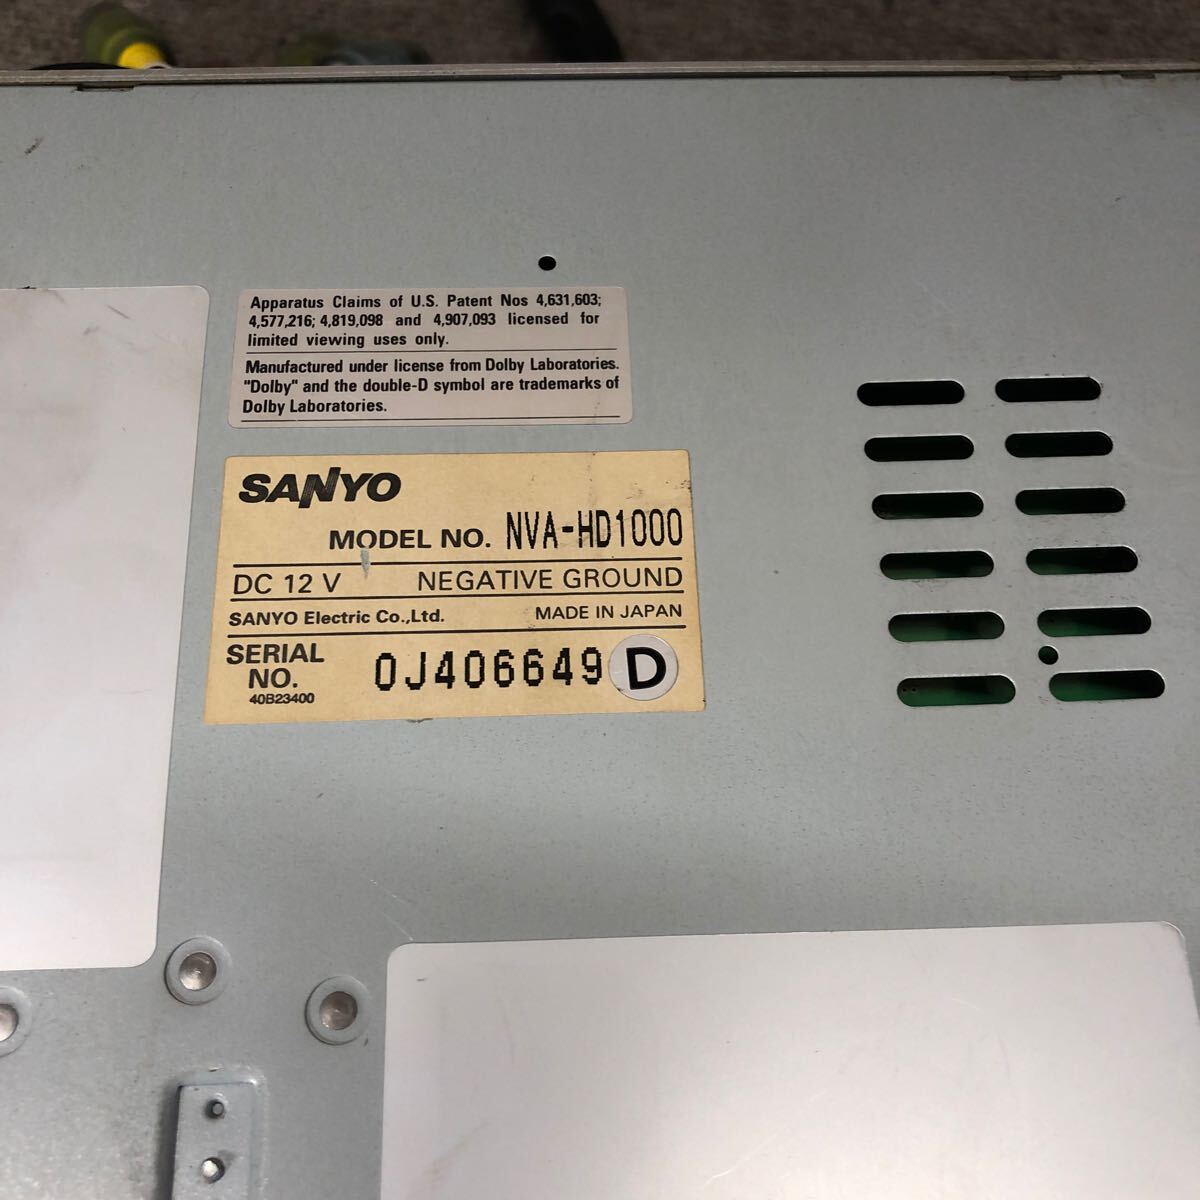 Apparatus Claims of U.S. Patent Nos 4,631,603;
4,577,216; 4,819,098 and 4,907,093 licensed for
limited viewing uses only.
Manufactured under license from Dolby Laboratories.
"Dolby" and the double-D symbol are trademarks of
Dolby Laboratories.
SANYO
MODEL NO. NVA-HD1000
DC 12 V NEGATIVE GROUND
SANYO Electric Co.,Ltd. MADE IN JAPAN
SERIAL NO. 0J406649 D
40B23400